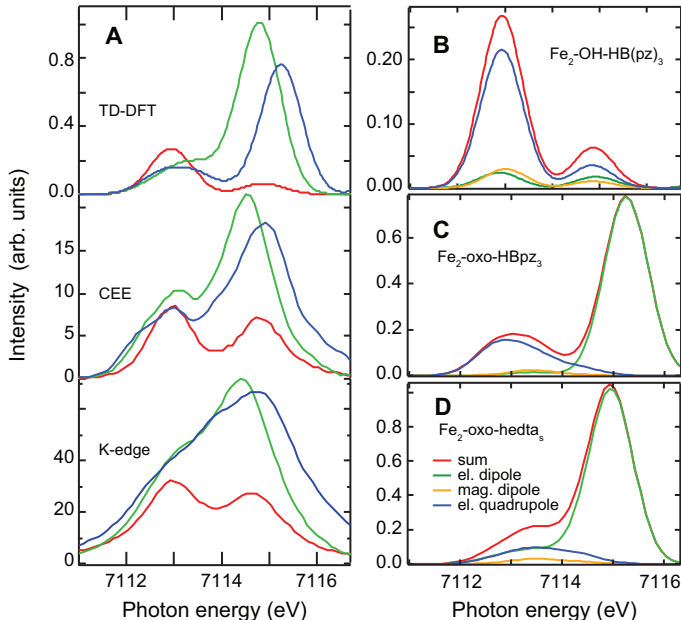 A
TD-DFT
0.8
0.4
0.0
CEE
15
10
5
0
K-edge
40
20
0
7112
7114
7116
Photon energy (eV)
Intensity (arb. units)
B
Fe₂-OH-HB(pz)₃
0.20
0.10
0.00
C
Fe₂-oxo-HBpz₃
0.6
0.4
0.2
0.0
D
Fe₂-oxo-hedtaₛ
sum
el. dipole
mag. dipole
el. quadrupole
1.0
0.8
0.4
0.2
0.0
7112
7114
7116
Photon energy (eV)